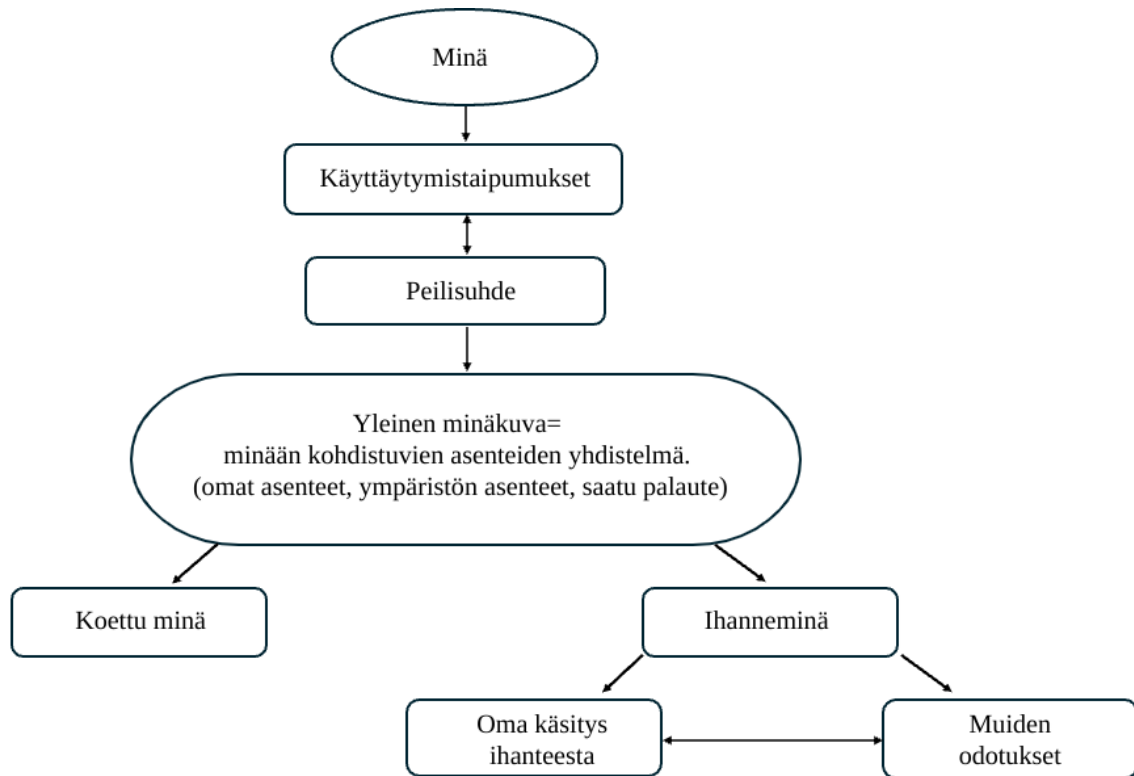 Minä
Käyttäytymistaipumukset
Peilisuhde
Yleinen minäkuva=
minään kohdistuvien asenteiden yhdistelmä.
(omat asenteet, ympäristön asenteet, saatu palaute)
Koettu minä
Ihanneminä
Oma käsitys
ihanteesta
Muiden
odotukset